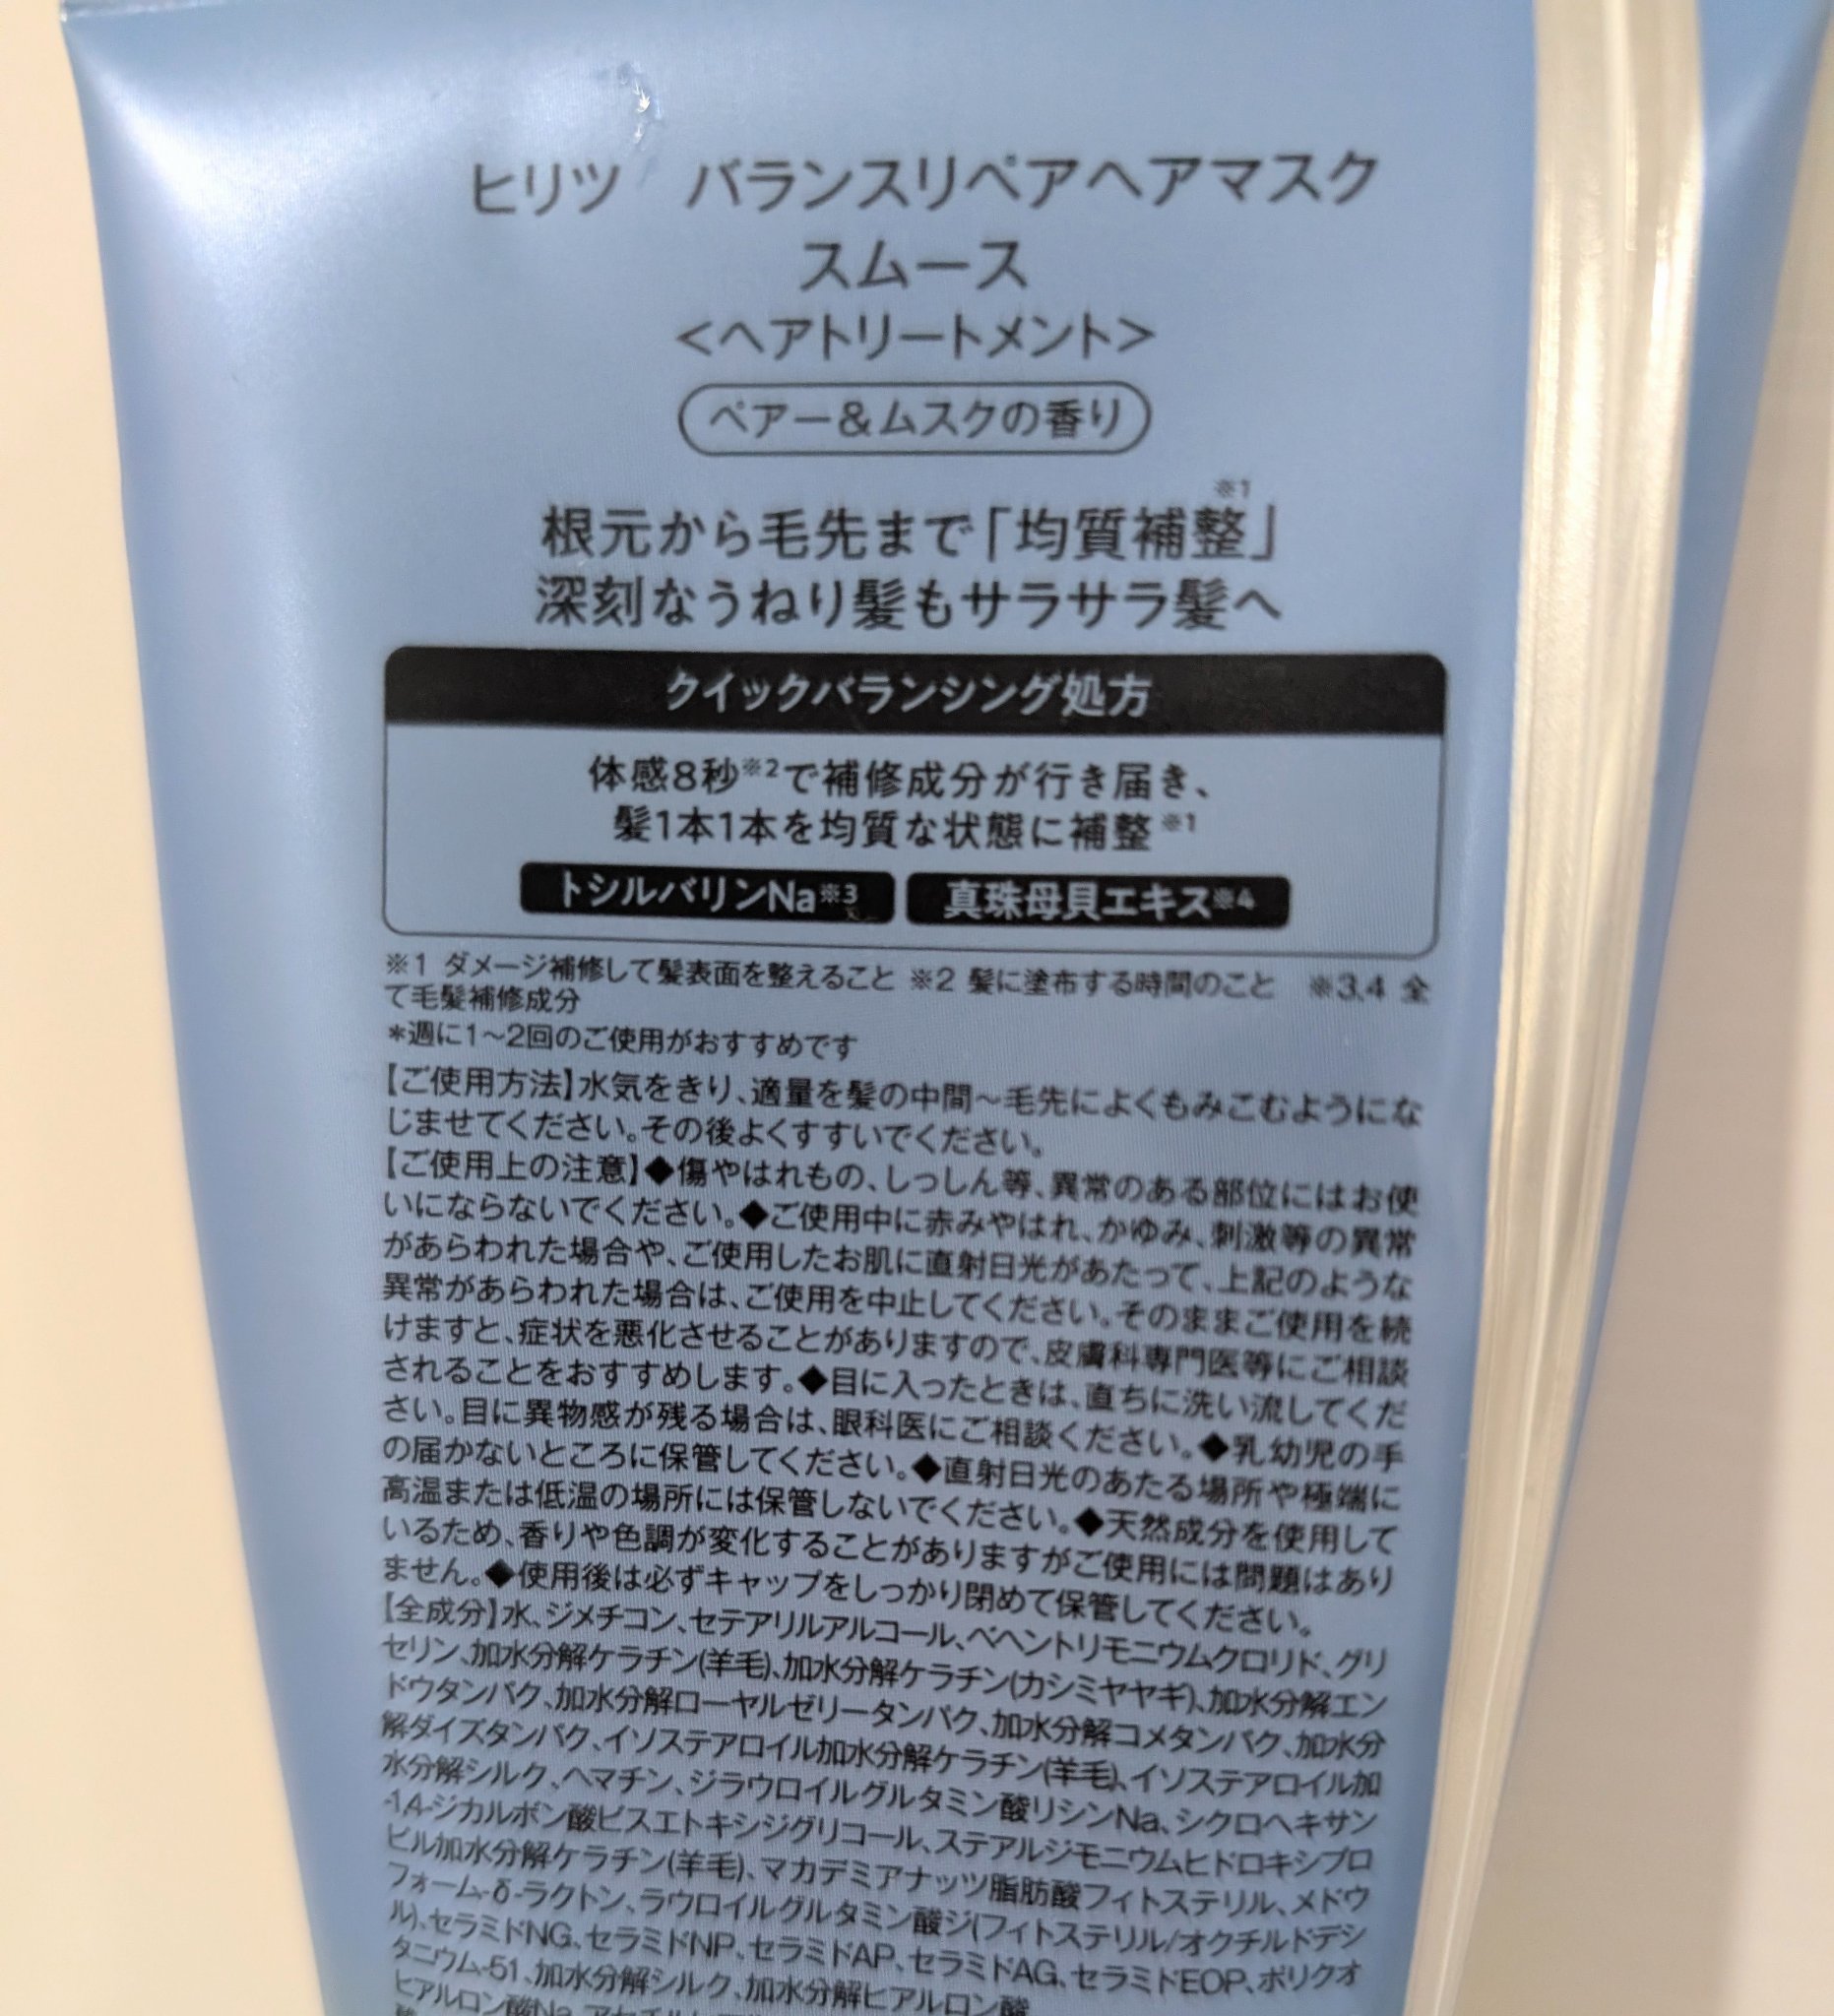 ヒリツ　バランスリペアヘアマスク
スムース
＜ヘアトリートメント＞
ペアー＆ムスクの香り
根元から毛先まで「均質補整」※1
深刻なうねり髪もサラサラ髪へ
クイックバランシング処方
体感8秒※2で補修成分が行き届き、
髪1本1本を均質な状態に補整※1
トシルバリンNa※3　真珠母貝エキス※4
※1 ダメージ補修して髪表面を整えること ※2 髪に塗布する時間のこと　※3,4 全
て毛髪補修成分
*週に1～2回のご使用がおすすめです
【ご使用方法】水気をきり、適量を髪の中間～毛先によくもみこむようにな
じませてください。その後よくすすいでください。
【ご使用上の注意】◆傷やはれもの、しっしん等、異常のある部位にはお使
いにならないでください。◆ご使用中に赤みやはれ、かゆみ、刺激等の異常
があらわれた場合や、ご使用したお肌に直射日光があたって、上記のような
異常があらわれた場合は、ご使用を中止してください。そのままご使用を続
けますと、症状を悪化させることがありますので、皮膚科専門医等にご相談
されることをおすすめします。◆目に入ったときは、直ちに洗い流してくだ
さい。目に異物感が残る場合は、眼科医にご相談ください。◆乳幼児の手
の届かないところに保管してください。◆直射日光のあたる場所や極端に
高温または低温の場所には保管しないでください。◆天然成分を使用して
いるため、香りや色調が変化することがありますがご使用には問題はあり
ません。◆使用後は必ずキャップをしっかり閉めて保管してください。
【全成分】水、ジメチコン、セテアリルアルコール、ベヘントリモニウムクロリド、グリ
セリン、加水分解ケラチン(羊毛)、加水分解ケラチン(カシミヤヤギ)、加水分解エン
ドウタンパク、加水分解ローヤルゼリータンパク、加水分解コメタンパク、加水分
解ダイズタンパク、イソステアロイル加水分解ケラチン(羊毛)、イソステアロイル加
水分解シルク、ヘマチン、ジラウロイルグルタミン酸リシンNa、シクロヘキサン
-1,4-ジカルボン酸ビスエトキシジグリコール、ステアルジモニウムヒドロキシプロ
ピル加水分解ケラチン(羊毛)、マカデミアナッツ脂肪酸フィトステリル、メドウ
フォーム-δ-ラクトン、ラウロイルグルタミン酸ジ(フィトステリル/オクチルドデシ
ル)、セラミドNG、セラミドNP、セラミドAP、セラミドAG、セラミドEOP、ポリクオ
タニウム-51、加水分解シルク、加水分解ヒアルロン酸
ヒアルロン酸Na